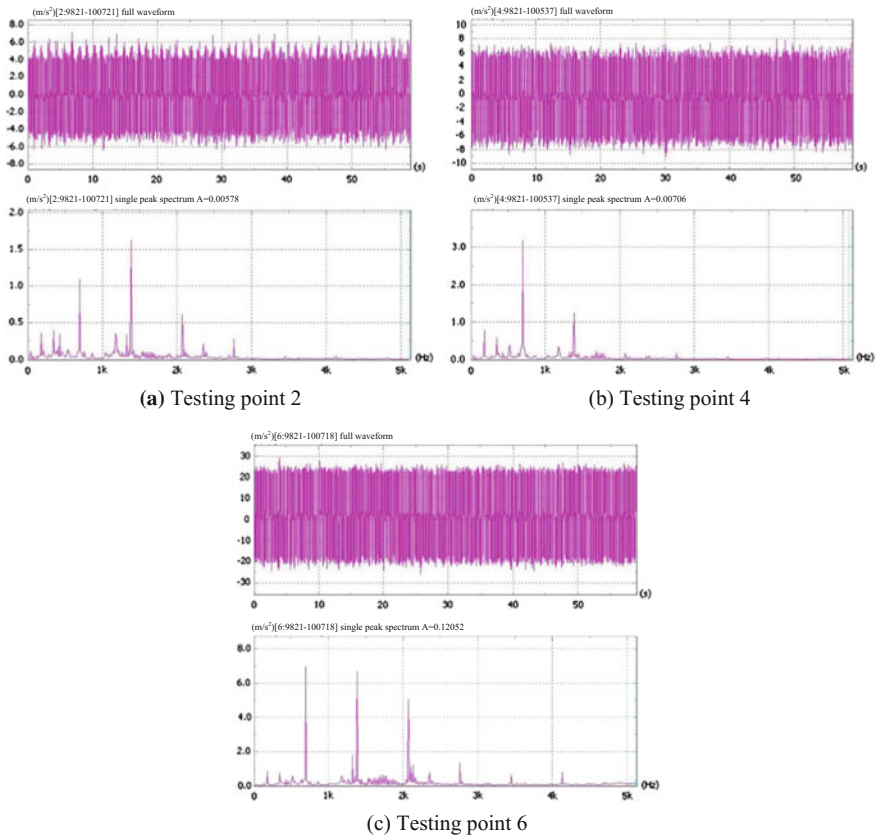 (m/s²)[2:9821-100721] full waveform
8.0
6.0
4.0
2.0
0.0
-2.0
-4.0
-6.0
-8.0
0 10 20 30 40 50 (s)
(m/s²)[2:9821-100721] single peak spectrum A=0.00578
2.0
1.5
1.0
0.5
0.0
0 1k 2k 3k 4k 5k (Hz)
(a) Testing point 2
(m/s²)[4:9821-100537] full waveform
10
8
6
4
2
0
-2
-4
-6
-8
-10
0 10 20 30 40 50 (s)
(m/s²)[4:9821-100537] single peak spectrum A=0.00706
3.0
2.0
1.0
0.0
0 1k 2k 3k 4k 5k (Hz)
(b) Testing point 4
(m/s²)[6:9821-100718] full waveform
30
20
10
0
-10
-20
-30
0 10 20 30 40 50 (s)
(m/s²)[6:9821-100718] single peak spectrum A=0.12052
8.0
6.0
4.0
2.0
0.0
0 1k 2k 3k 4k 5k (Hz)
(c) Testing point 6